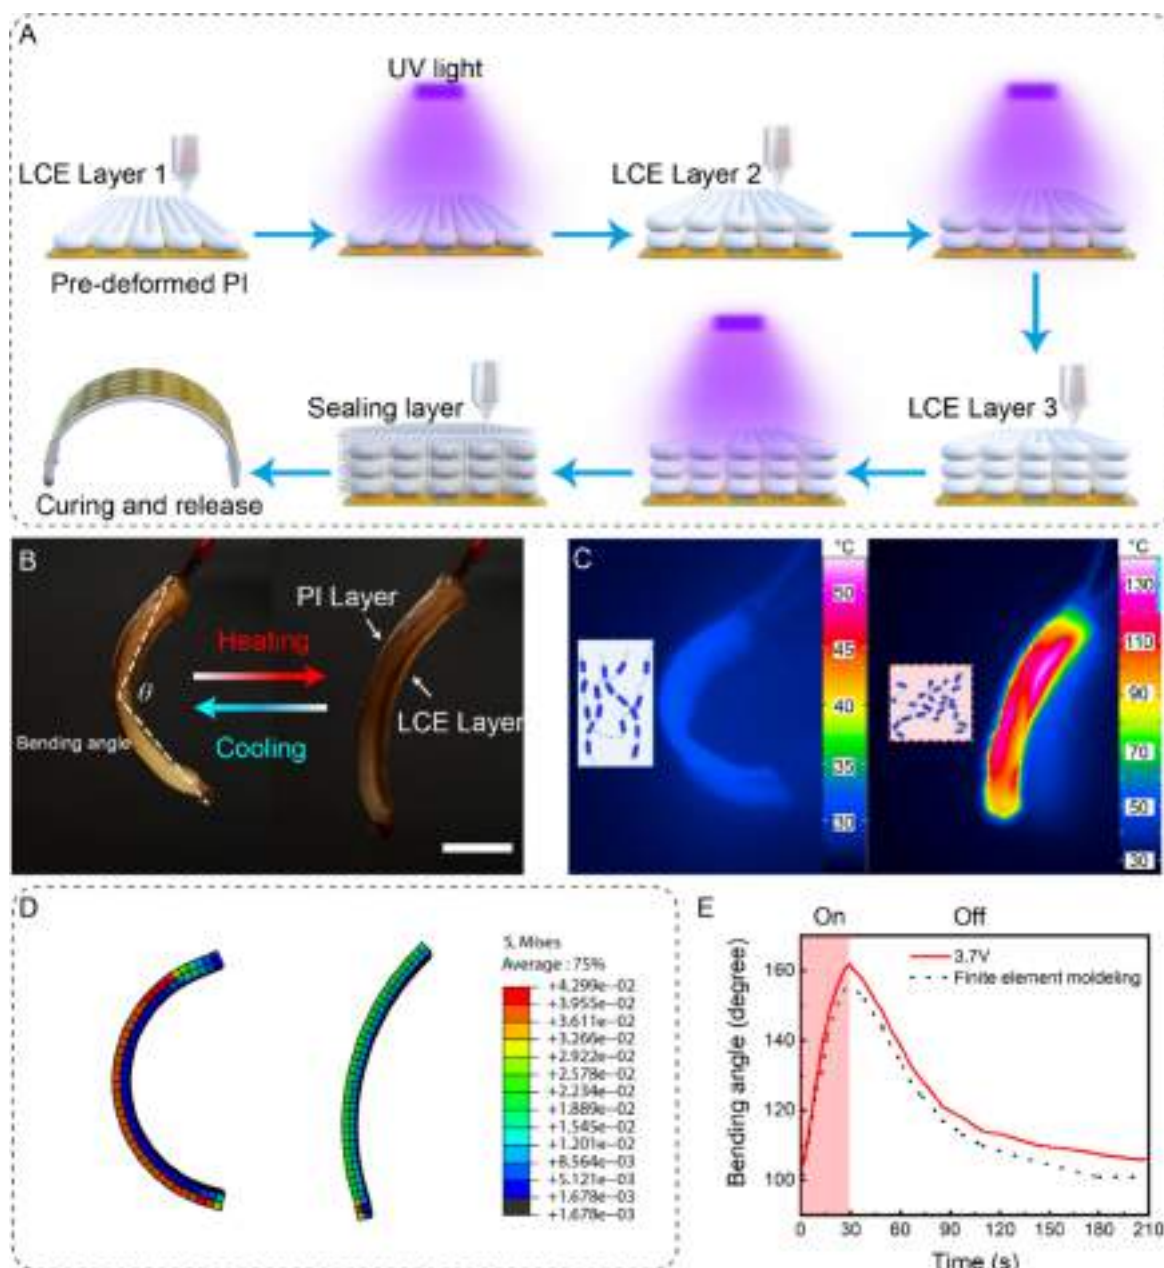 A
UV light
LCE Layer 1
LCE Layer 2
Pre-deformed PI
Sealing layer
LCE Layer 3
Curing and release
B
PI Layer
Heating
θ
LCE Layer
Bending angle
Cooling
C
°C
50
45
40
35
30
°C
130
110
90
70
50
30
D
S, Mises
Average : 75%
+4.299e−02
+3.955e−02
+3.611e−02
+3.266e−02
+2.922e−02
+2.578e−02
+2.234e−02
+1.889e−02
+1.545e−02
+1.201e−02
+8.564e−03
+5.121e−03
+1.678e−03
+1.678e−03
E
On
Off
3.7V
Finite element moldeling
Bending angle (degree)
160
140
120
100
0
30
60
90
120
150
180
210
Time (s)